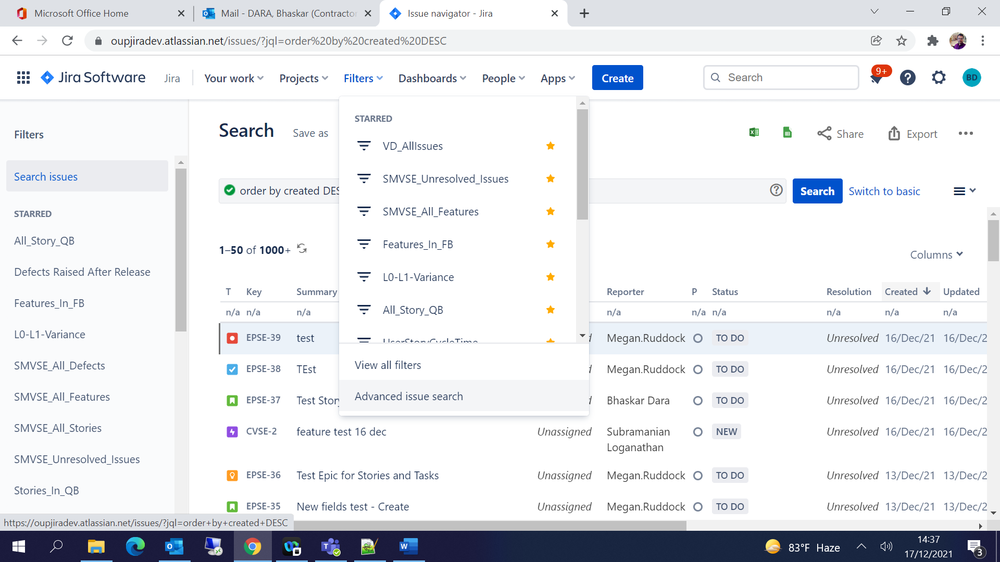 Microsoft Office Home
Mail - DARA, Bhaskar (Contractor
Issue navigator - Jira
oupjiradev.atlassian.net/issues/?jql=order%20by%20created%20DESC
Jira Software
Jira
Your work
Projects
Filters
Dashboards
People
Apps
Create
Search
9+
BD
Filters
Search issues
STARRED
All_Story_QB
Defects Raised After Release
Features_In_FB
L0-L1-Variance
SMVSE_All_Defects
SMVSE_All_Features
SMVSE_All_Stories
SMVSE_Unresolved_Issues
Stories_In_QB
Search
Save as
Share
Export
order by created DES
Search
Switch to basic
1–50 of 1000+
Columns
STARRED
VD_AllIssues
SMVSE_Unresolved_Issues
SMVSE_All_Features
Features_In_FB
L0-L1-Variance
All_Story_QB
UserStoryCycleTime
View all filters
Advanced issue search
T Key Summary Reporter P Status Resolution Created Updated
n/a n/a n/a n/a n/a n/a n/a n/a n/a
EPSE-39 test Megan.Ruddock TO DO Unresolved 16/Dec/21 16/Dec/2
EPSE-38 TEst Megan.Ruddock TO DO Unresolved 16/Dec/21 16/Dec/2
EPSE-37 Test Story Bhaskar Dara TO DO Unresolved 16/Dec/21 16/Dec/2
CVSE-2 feature test 16 dec Unassigned Subramanian Loganathan NEW Unresolved 16/Dec/21 16/Dec/2
EPSE-36 Test Epic for Stories and Tasks Unassigned Megan.Ruddock TO DO Unresolved 13/Dec/21 13/Dec/2
EPSE-35 New fields test - Create Unassigned Megan.Ruddock TO DO Unresolved 13/Dec/21 13/Dec/2
https://oupjiradev.atlassian.net/issues/?jql=order+by+created+DESC
83°F Haze
14:37
17/12/2021
3